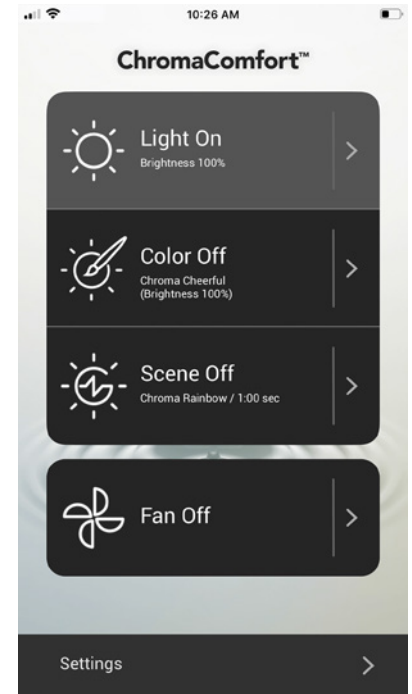 10:26 AM
ChromaComfort™
Light On
Brightness 100%
Color Off
Chroma Cheerful
(Brightness 100%)
Scene Off
Chroma Rainbow / 1:00 sec
Fan Off
Settings